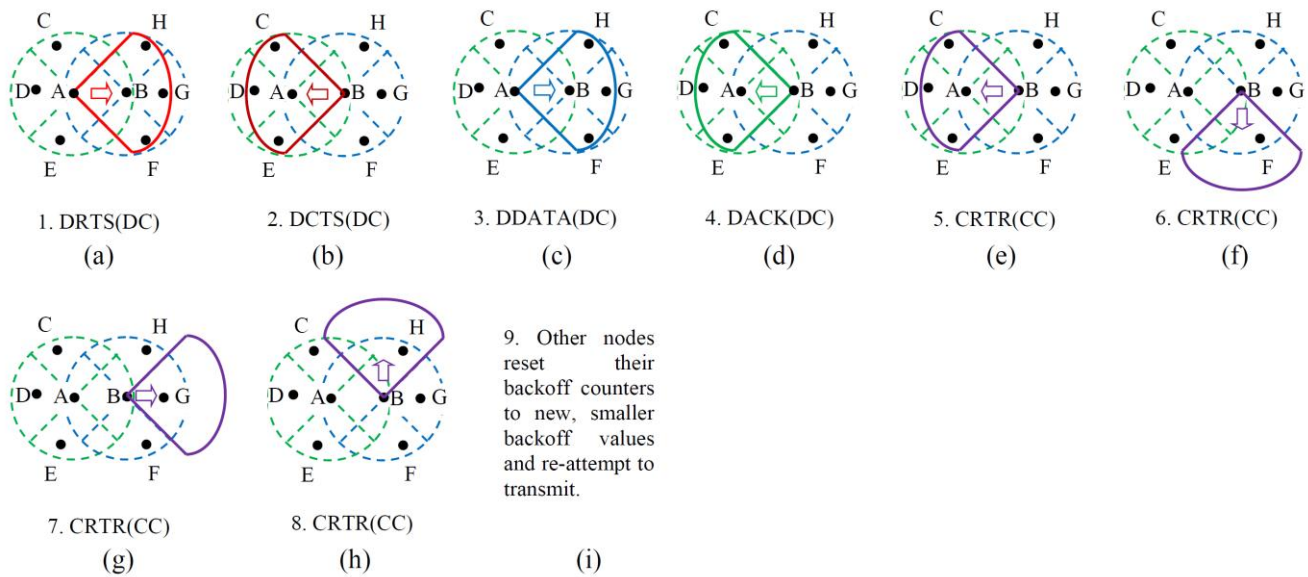 C H
D A B G
E F
1. DRTS(DC)
(a)
C H
D A B G
E F
2. DCTS(DC)
(b)
C H
D A B G
E F
3. DDATA(DC)
(c)
C H
D A B G
E F
4. DACK(DC)
(d)
C H
D A B G
E F
5. CRTR(CC)
(e)
C H
D A B G
E F
6. CRTR(CC)
(f)
C H
D A B G
E F
7. CRTR(CC)
(g)
C H
D A B G
E F
8. CRTR(CC)
(h)
9. Other nodes
reset their
backoff counters
to new, smaller
backoff values
and re-attempt to
transmit.
(i)